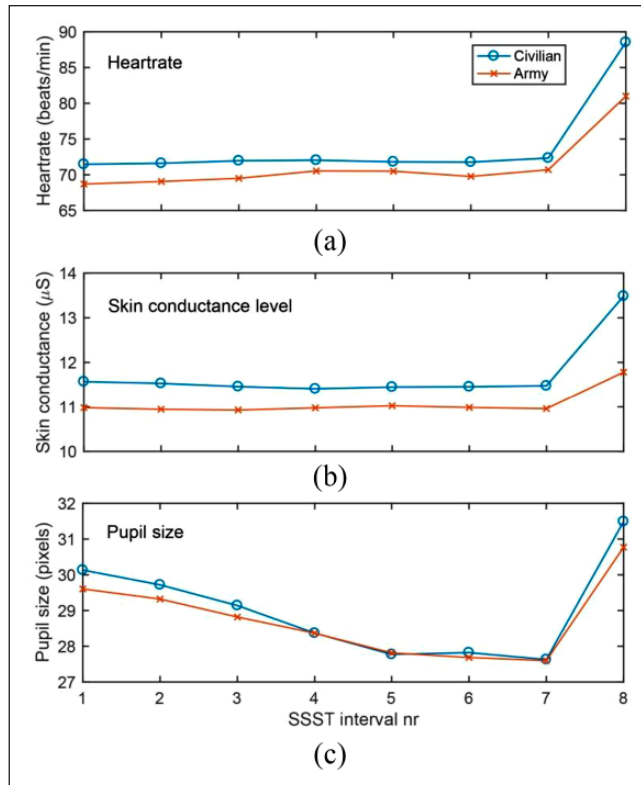 90
85
80
75
70
65
Heartrate (beats/min)
Heartrate
Civilian
Army
(a)
14
13
12
11
10
Skin conductance (µS)
Skin conductance level
(b)
32
31
30
29
28
27
Pupil size (pixels)
Pupil size
1 2 3 4 5 6 7 8
SSST interval nr
(c)